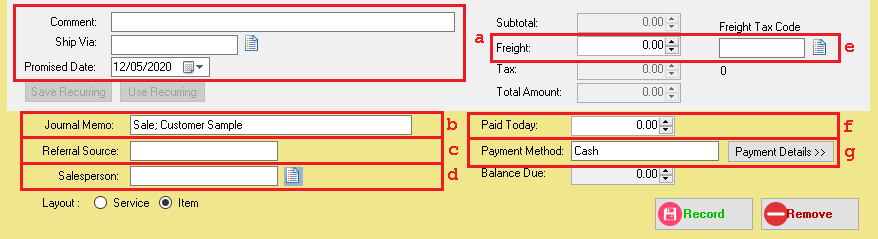 Comment:
Ship Via:
Promised Date: 12/05/2020
Save Recurring Use Recurring
a
Subtotal: 0.00
Freight Tax Code
Freight: 0.00
e
Tax: 0.00 0
Total Amount: 0.00
Journal Memo: Sale; Customer Sample b
Referral Source: c
Salesperson: d
Layout : Service Item
Paid Today: 0.00 f
Payment Method: Cash Payment Details >> g
Balance Due: 0.00
Record Remove